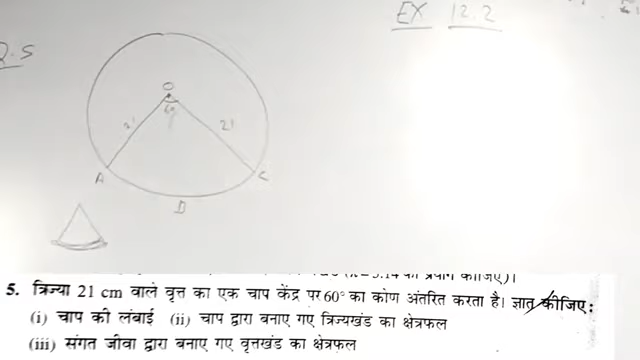 EX 12.2
Q.5
O
60
21
21
A
C
B
5. त्रिज्या 21 cm वाले वृत्त का एक चाप केंद्र पर 60° का कोण अंतरित करता है। ज्ञात कीजिए:
(i) चाप की लंबाई (ii) चाप द्वारा बनाए गए त्रिज्यखंड का क्षेत्रफल
(iii) संगत जीवा द्वारा बनाए गए वृत्तखंड का क्षेत्रफल